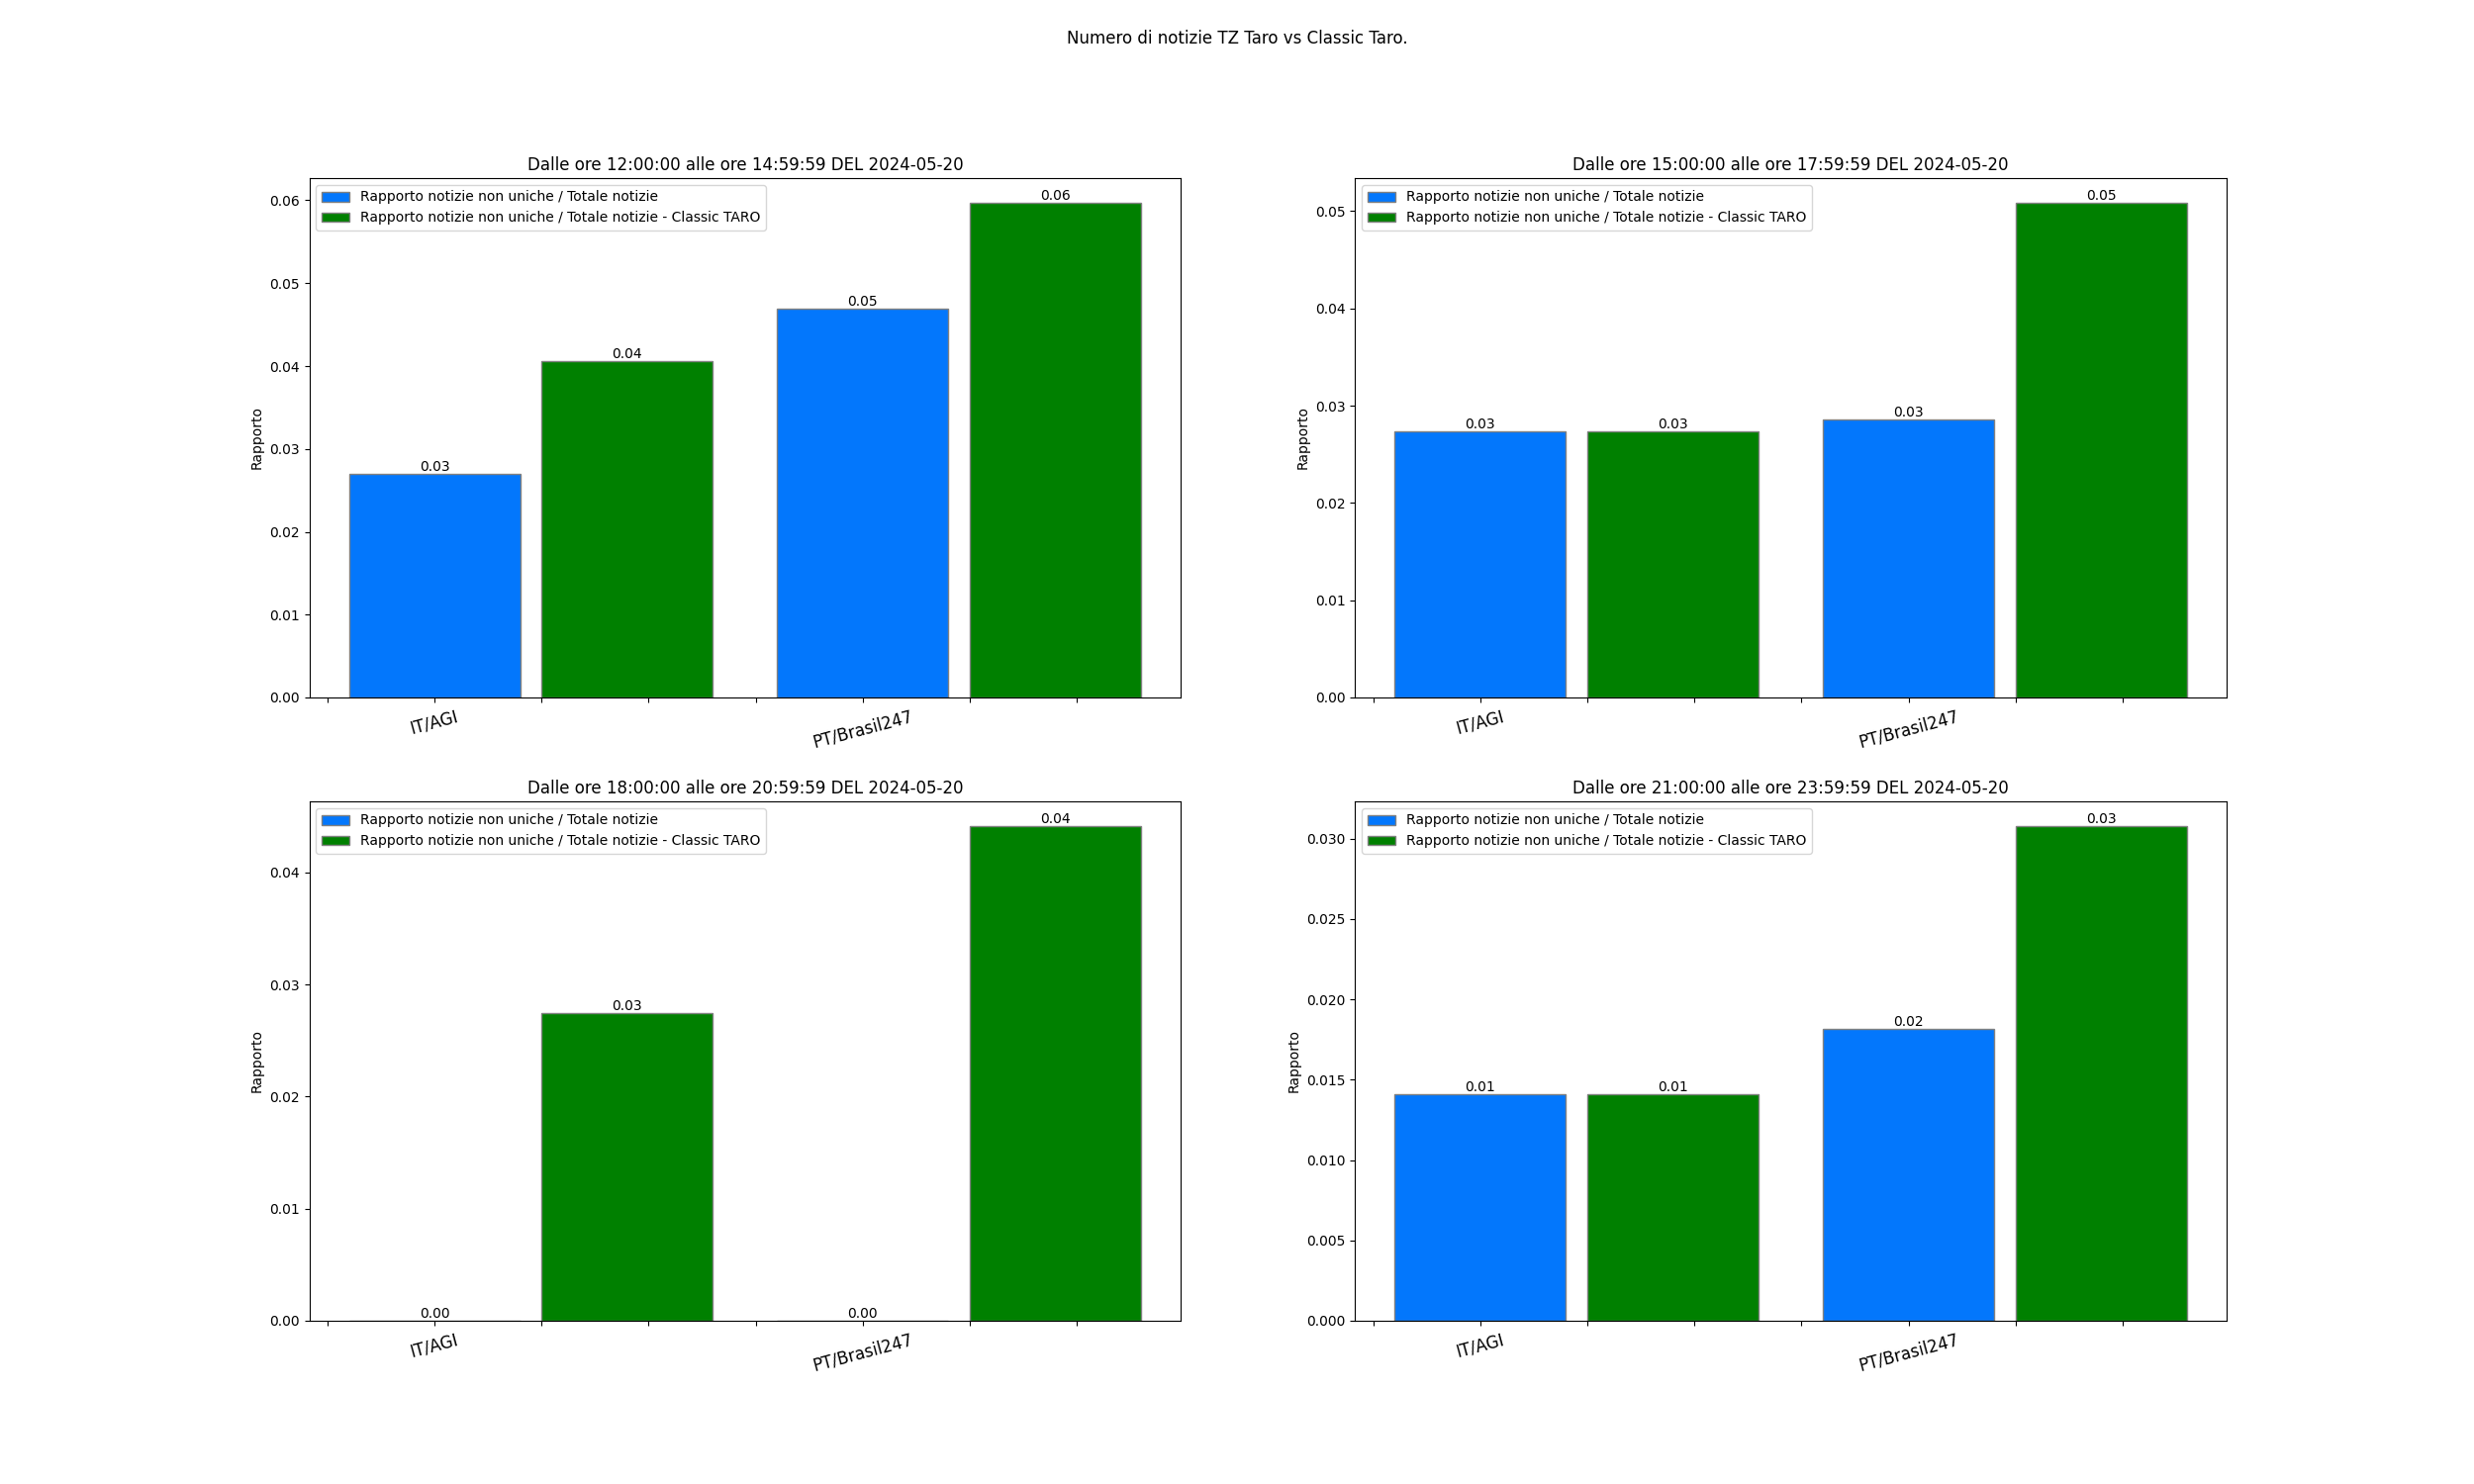 Numero di notizie TZ Taro vs Classic Taro.
Dalle ore 12:00:00 alle ore 14:59:59 DEL 2024-05-20
Rapporto notizie non uniche / Totale notizie
Rapporto notizie non uniche / Totale notizie - Classic TARO
Rapporto
0.06
0.05
0.04
0.03
0.02
0.01
0.00
0.03
0.04
0.05
0.06
IT/AGI
PT/Brasil247
Dalle ore 15:00:00 alle ore 17:59:59 DEL 2024-05-20
Rapporto notizie non uniche / Totale notizie
Rapporto notizie non uniche / Totale notizie - Classic TARO
Rapporto
0.05
0.04
0.03
0.02
0.01
0.00
0.03
0.03
0.03
0.05
IT/AGI
PT/Brasil247
Dalle ore 18:00:00 alle ore 20:59:59 DEL 2024-05-20
Rapporto notizie non uniche / Totale notizie
Rapporto notizie non uniche / Totale notizie - Classic TARO
Rapporto
0.04
0.03
0.02
0.01
0.00
0.00
0.03
0.00
0.04
IT/AGI
PT/Brasil247
Dalle ore 21:00:00 alle ore 23:59:59 DEL 2024-05-20
Rapporto notizie non uniche / Totale notizie
Rapporto notizie non uniche / Totale notizie - Classic TARO
Rapporto
0.030
0.025
0.020
0.015
0.010
0.005
0.000
0.01
0.01
0.02
0.03
IT/AGI
PT/Brasil247